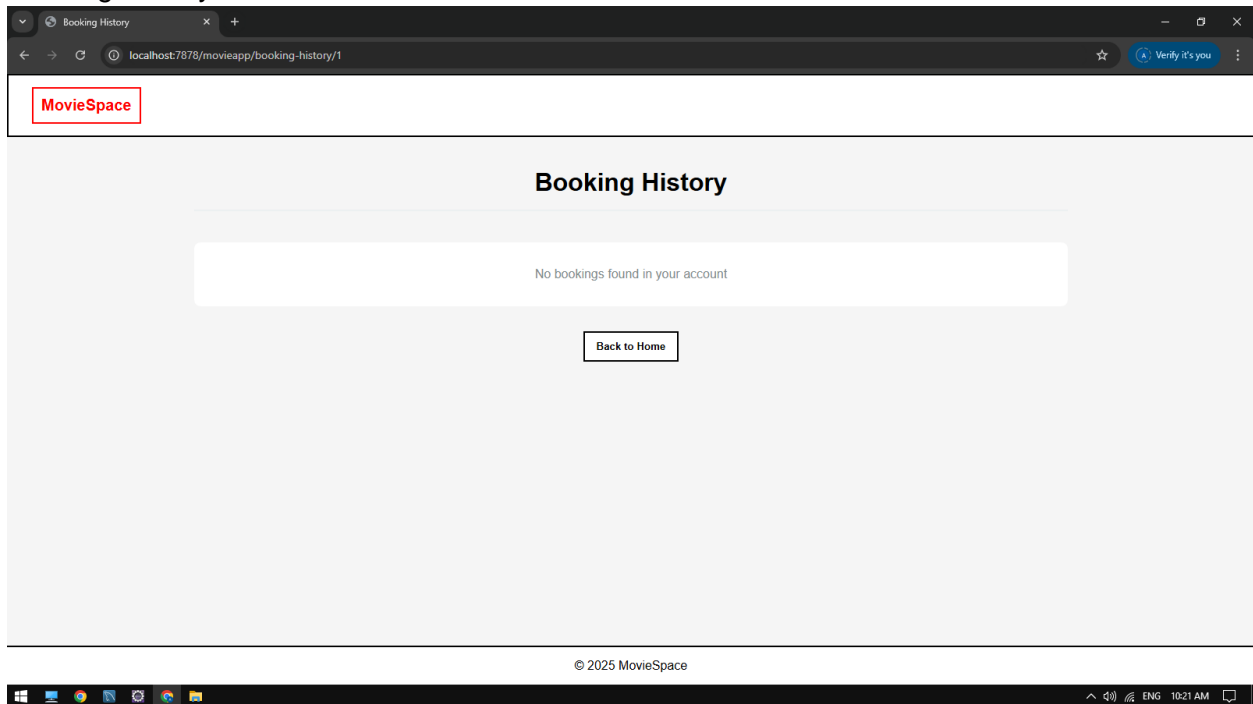 Booking History
localhost:7878/movieapp/booking-history/1
Verify it's you
MovieSpace
Booking History
No bookings found in your account
Back to Home
© 2025 MovieSpace
ENG 10:21 AM